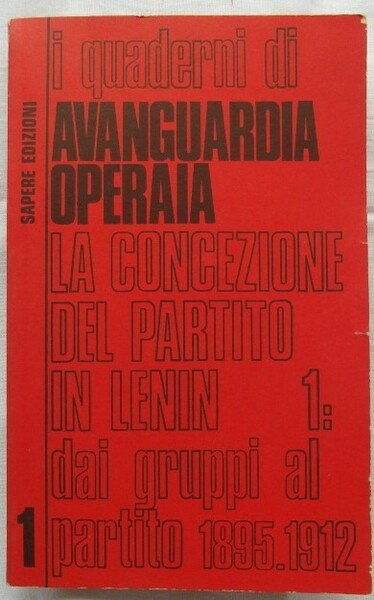 i quaderni di
AVANGUARDIA
OPERAIA
LA CONCEZIONE
DEL PARTITO
IN LENIN 1:
dai gruppi al
partito 1895.1912
SAPERE EDIZIONI
1